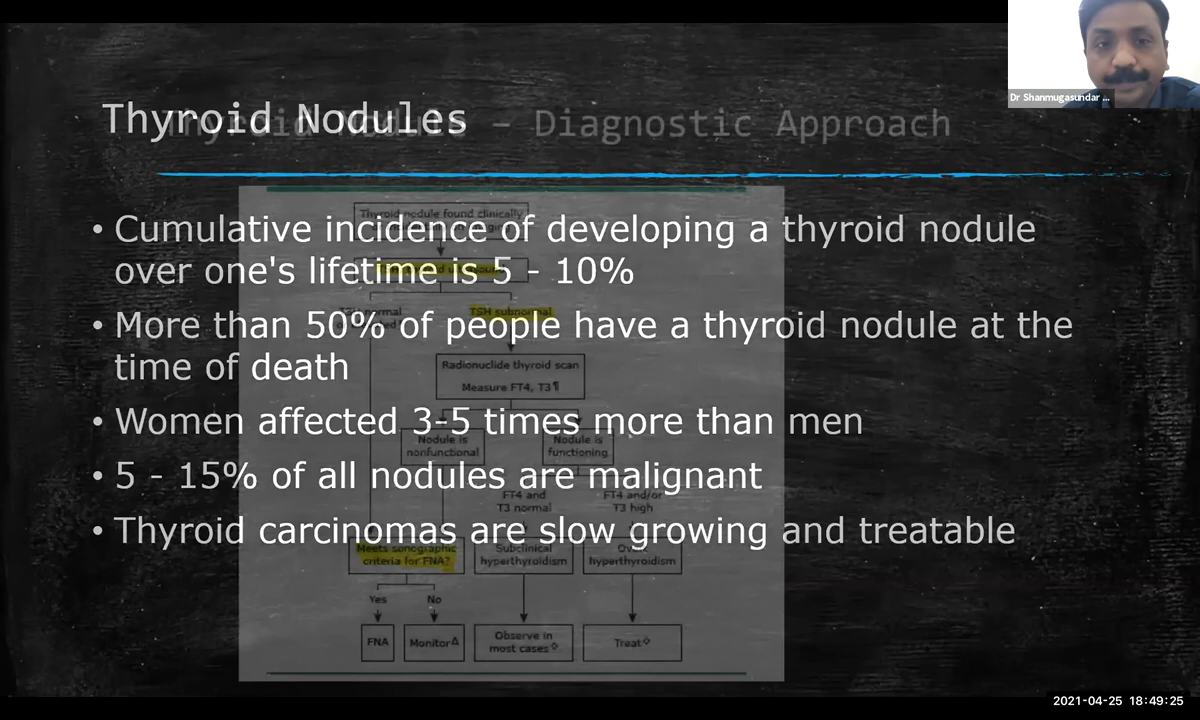 Dr Shanmugasundar ...
Thyroid Nodules
– Diagnostic Approach
• Cumulative incidence of developing a thyroid nodule
over one's lifetime is 5 - 10%
• More than 50% of people have a thyroid nodule at the
time of death
• Women affected 3-5 times more than men
• 5 - 15% of all nodules are malignant
• Thyroid carcinomas are slow growing and treatable
Thyroid nodule found clinically
TSH subnormal
Radionuclide thyroid scan
Measure FT4, T3¶
Nodule is
nonfunctional
Nodule is
functioning
FT4 and
T3 normal
FT4 and/or
T3 high
Meets sonographic
criteria for FNA?
Subclinical
hyperthyroidism
Overt
hyperthyroidism
Yes
No
FNA
MonitorΔ
Observe in
most cases◇
Treat◇
2021-04-25 18:49:25